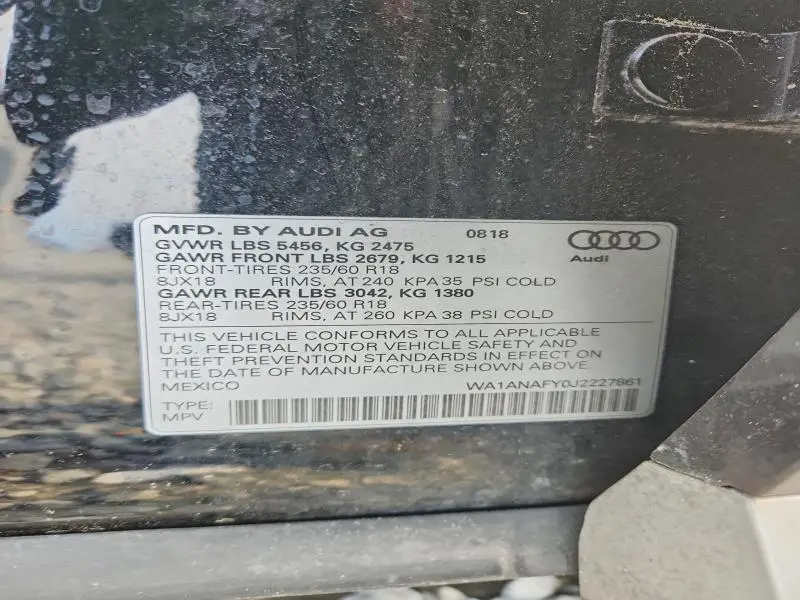 MFD. BY AUDI AG 0818
GVWR LBS 5456, KG 2475
GAWR FRONT LBS 2679, KG 1215
FRONT-TIRES 235/60 R18
8JX18 RIMS, AT 240 KPA 35 PSI COLD
GAWR REAR LBS 3042, KG 1380
REAR-TIRES 235/60 R18
8JX18 RIMS, AT 260 KPA 38 PSI COLD
Audi
THIS VEHICLE CONFORMS TO ALL APPLICABLE
U.S. FEDERAL MOTOR VEHICLE SAFETY AND
THEFT PREVENTION STANDARDS IN EFFECT ON
THE DATE OF MANUFACTURE SHOWN ABOVE.
MEXICO WA1ANAFY0J2227861
TYPE:
MPV